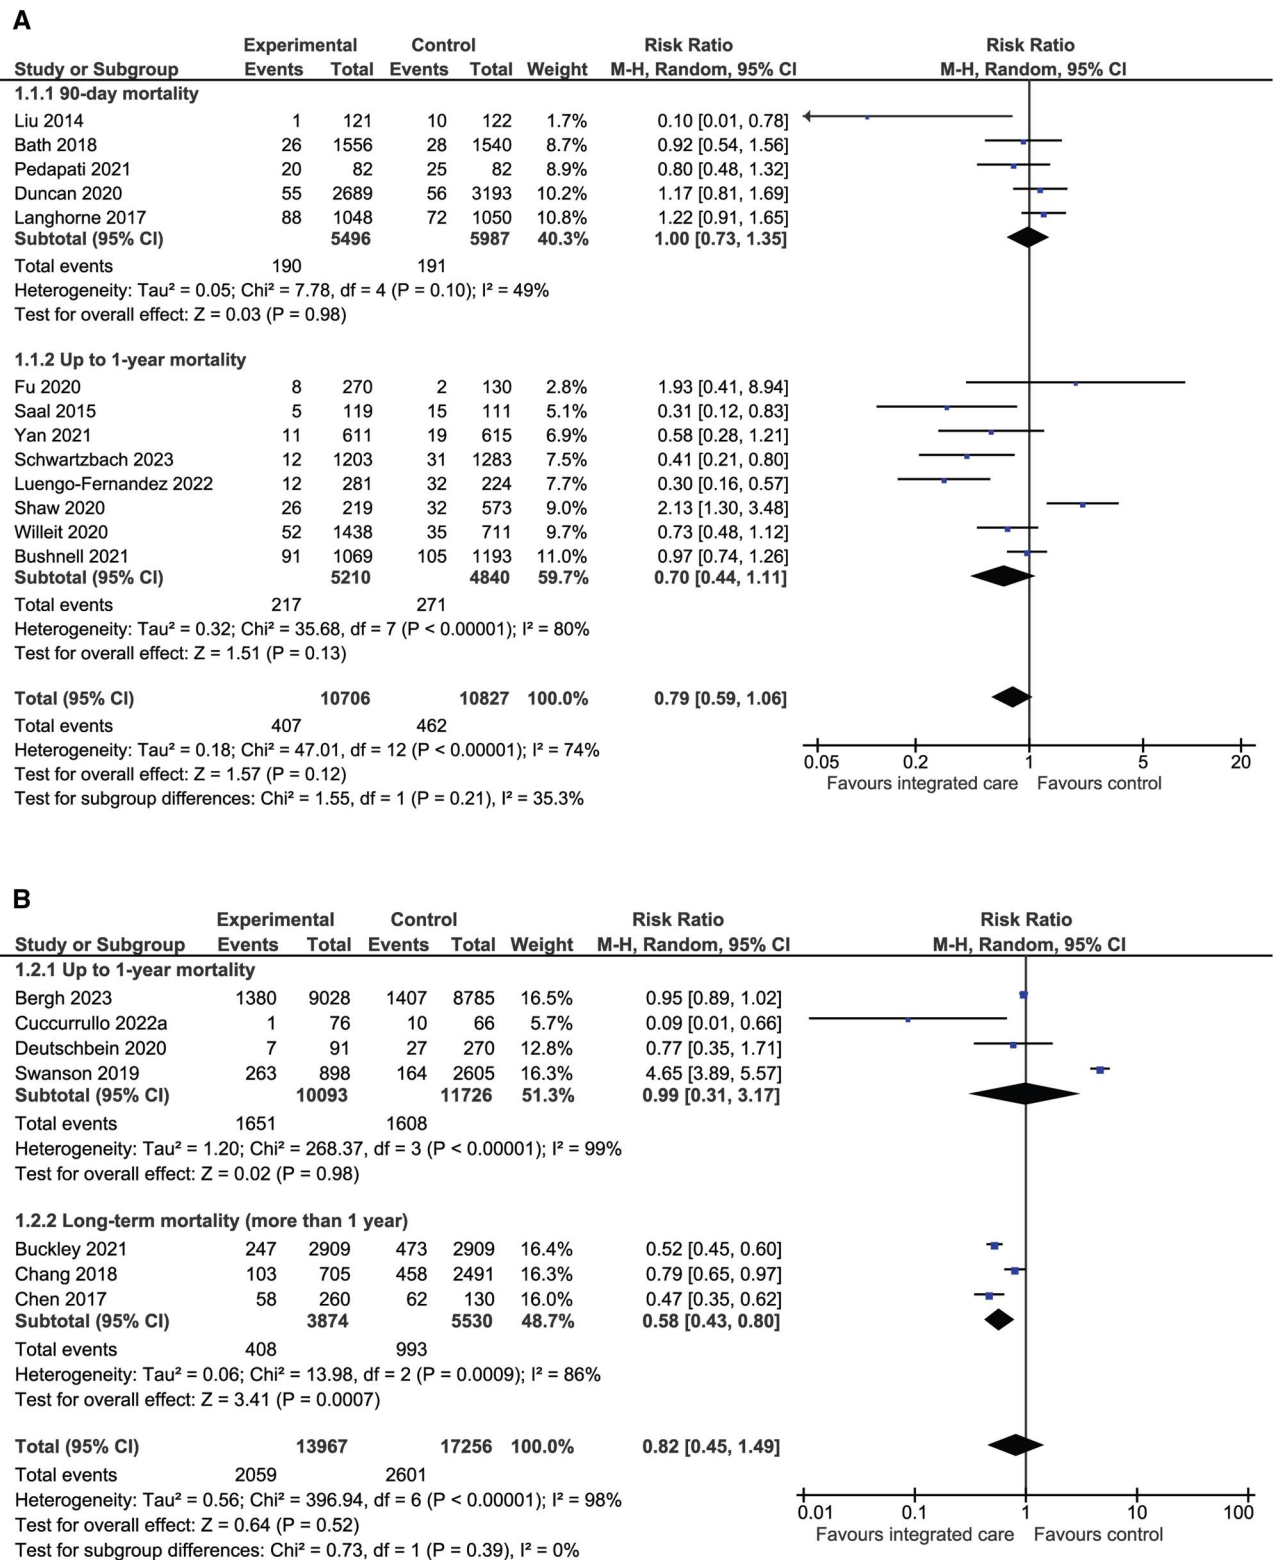 A
Experimental Control Risk Ratio Risk Ratio
Study or Subgroup Events Total Events Total Weight M-H, Random, 95% CI M-H, Random, 95% CI
1.1.1 90-day mortality
Liu 2014 1 121 10 122 1.7% 0.10 [0.01, 0.78]
Bath 2018 26 1556 28 1540 8.7% 0.92 [0.54, 1.56]
Pedapati 2021 20 82 25 82 8.9% 0.80 [0.48, 1.32]
Duncan 2020 55 2689 56 3193 10.2% 1.17 [0.81, 1.69]
Langhorne 2017 88 1048 72 1050 10.8% 1.22 [0.91, 1.65]
Subtotal (95% CI) 5496 5987 40.3% 1.00 [0.73, 1.35]
Total events 190 191
Heterogeneity: Tau² = 0.05; Chi² = 7.78, df = 4 (P = 0.10); I² = 49%
Test for overall effect: Z = 0.03 (P = 0.98)
1.1.2 Up to 1-year mortality
Fu 2020 8 270 2 130 2.8% 1.93 [0.41, 8.94]
Saal 2015 5 119 15 111 5.1% 0.31 [0.12, 0.83]
Yan 2021 11 611 19 615 6.9% 0.58 [0.28, 1.21]
Schwartzbach 2023 12 1203 31 1283 7.5% 0.41 [0.21, 0.80]
Luengo-Fernandez 2022 12 281 32 224 7.7% 0.30 [0.16, 0.57]
Shaw 2020 26 219 32 573 9.0% 2.13 [1.30, 3.48]
Willeit 2020 52 1438 35 711 9.7% 0.73 [0.48, 1.12]
Bushnell 2021 91 1069 105 1193 11.0% 0.97 [0.74, 1.26]
Subtotal (95% CI) 5210 4840 59.7% 0.70 [0.44, 1.11]
Total events 217 271
Heterogeneity: Tau² = 0.32; Chi² = 35.68, df = 7 (P < 0.00001); I² = 80%
Test for overall effect: Z = 1.51 (P = 0.13)
Total (95% CI) 10706 10827 100.0% 0.79 [0.59, 1.06]
Total events 407 462
Heterogeneity: Tau² = 0.18; Chi² = 47.01, df = 12 (P < 0.00001); I² = 74%
Test for overall effect: Z = 1.57 (P = 0.12)
Test for subgroup differences: Chi² = 1.55, df = 1 (P = 0.21), I² = 35.3%
0.05 0.2 1 5 20
Favours integrated care Favours control
B
Experimental Control Risk Ratio Risk Ratio
Study or Subgroup Events Total Events Total Weight M-H, Random, 95% CI M-H, Random, 95% CI
1.2.1 Up to 1-year mortality
Bergh 2023 1380 9028 1407 8785 16.5% 0.95 [0.89, 1.02]
Cuccurrullo 2022a 1 76 10 66 5.7% 0.09 [0.01, 0.66]
Deutschbein 2020 7 91 27 270 12.8% 0.77 [0.35, 1.71]
Swanson 2019 263 898 164 2605 16.3% 4.65 [3.89, 5.57]
Subtotal (95% CI) 10093 11726 51.3% 0.99 [0.31, 3.17]
Total events 1651 1608
Heterogeneity: Tau² = 1.20; Chi² = 268.37, df = 3 (P < 0.00001); I² = 99%
Test for overall effect: Z = 0.02 (P = 0.98)
1.2.2 Long-term mortality (more than 1 year)
Buckley 2021 247 2909 473 2909 16.4% 0.52 [0.45, 0.60]
Chang 2018 103 705 458 2491 16.3% 0.79 [0.65, 0.97]
Chen 2017 58 260 62 130 16.0% 0.47 [0.35, 0.62]
Subtotal (95% CI) 3874 5530 48.7% 0.58 [0.43, 0.80]
Total events 408 993
Heterogeneity: Tau² = 0.06; Chi² = 13.98, df = 2 (P = 0.0009); I² = 86%
Test for overall effect: Z = 3.41 (P = 0.0007)
Total (95% CI) 13967 17256 100.0% 0.82 [0.45, 1.49]
Total events 2059 2601
Heterogeneity: Tau² = 0.56; Chi² = 396.94, df = 6 (P < 0.00001); I² = 98%
Test for overall effect: Z = 0.64 (P = 0.52)
Test for subgroup differences: Chi² = 0.73, df = 1 (P = 0.39), I² = 0%
0.01 0.1 1 10 100
Favours integrated care Favours control